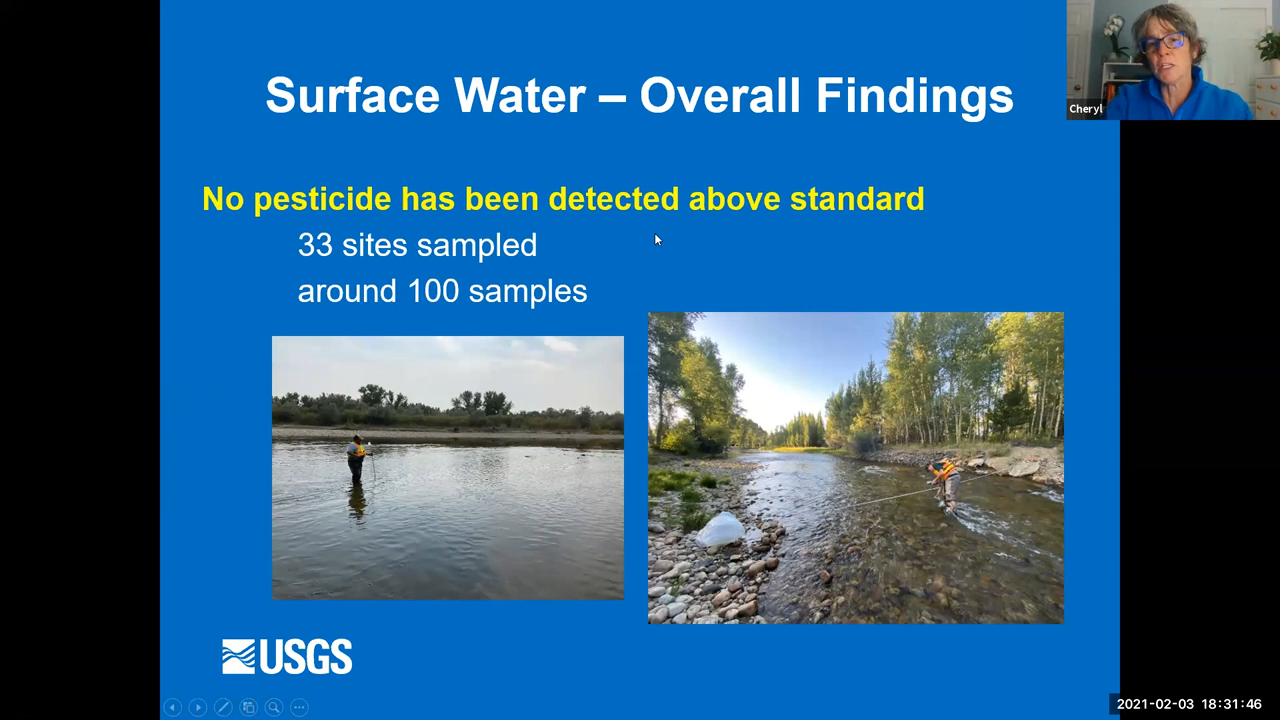 Surface Water – Overall Findings
Cheryl
No pesticide has been detected above standard
33 sites sampled
around 100 samples
USGS
2021-02-03 18:31:46